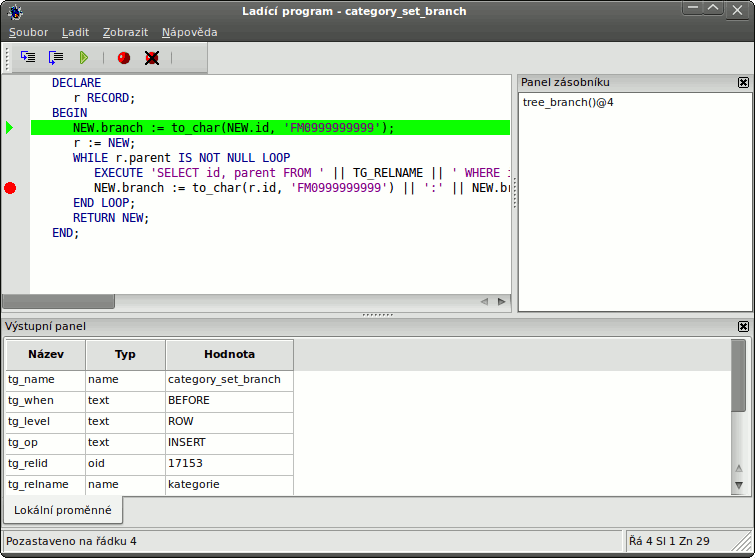 Ladící program - category_set_branch
Soubor Ladit Zobrazit Nápověda
DECLARE
r RECORD;
BEGIN
NEW.branch := to_char(NEW.id, 'FM0999999999');
r := NEW;
WHILE r.parent IS NOT NULL LOOP
EXECUTE 'SELECT id, parent FROM ' || TG_RELNAME || ' WHERE i
NEW.branch := to_char(r.id, 'FM0999999999') || ':' || NEW.br
END LOOP;
RETURN NEW;
END;
Panel zásobníku
tree_branch()@4
Výstupní panel
Název Typ Hodnota
tg_name name category_set_branch
tg_when text BEFORE
tg_level text ROW
tg_op text INSERT
tg_relid oid 17153
tg_relname name kategorie
Lokální proměnné
Pozastaveno na řádku 4
Řá 4 Sl 1 Zn 29